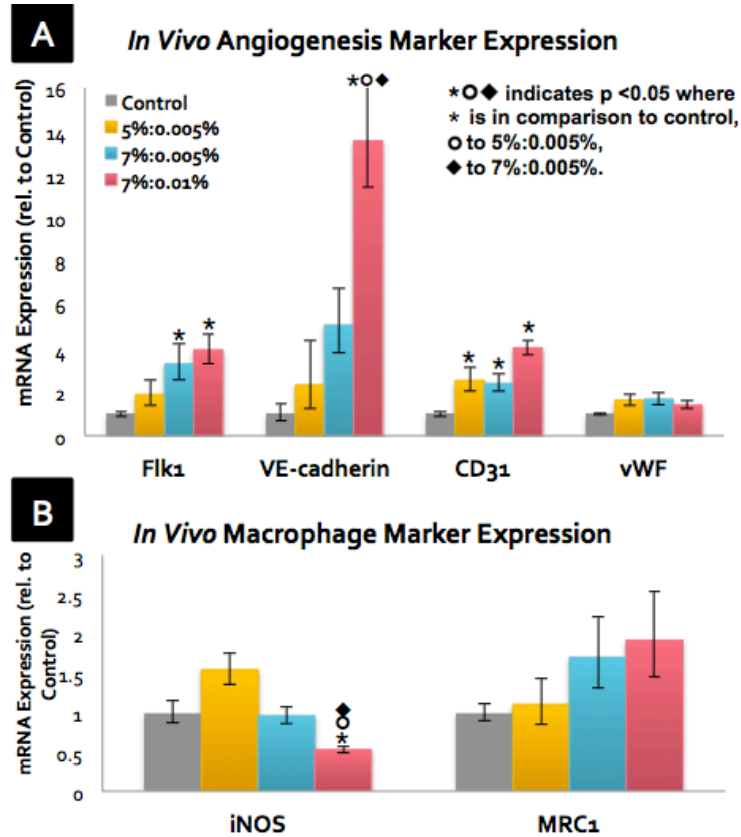 A
In Vivo Angiogenesis Marker Expression
mRNA Expression (rel. to Control)
16
14
12
10
8
6
4
2
0
Control
5%:0.005%
7%:0.005%
7%:0.01%
*O◆
*O◆ indicates p <0.05 where
* is in comparison to control,
O to 5%:0.005%,
◆ to 7%:0.005%.
* *
* * *
Flk1 VE-cadherin CD31 vWF
B
In Vivo Macrophage Marker Expression
mRNA Expression (rel. to
Control)
3
2.5
2
1.5
1
0.5
0
◆
O
*
iNOS MRC1